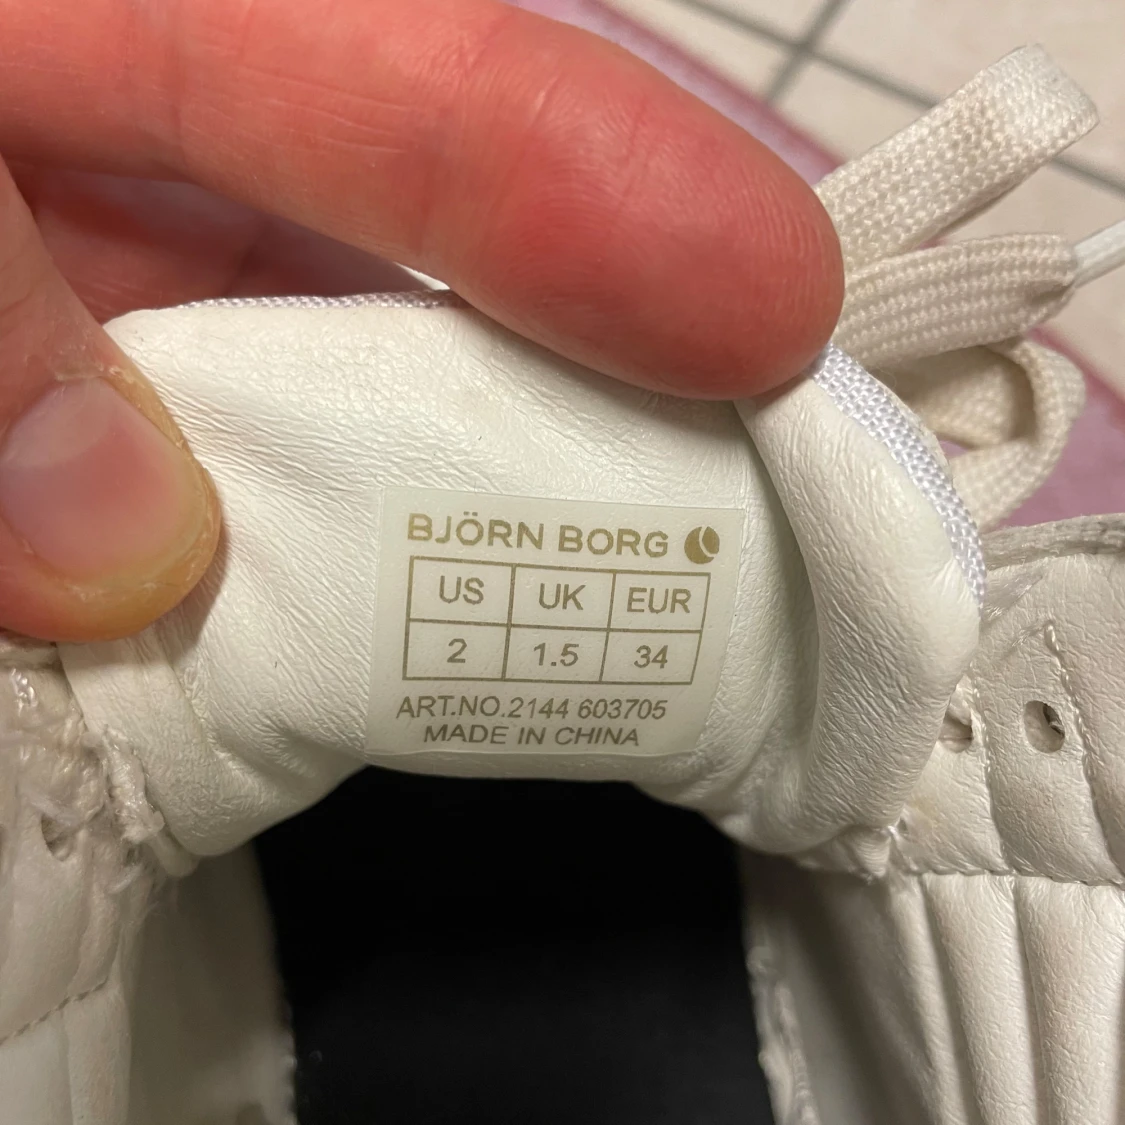 BJÖRN BORG
US UK EUR
2 1.5 34
ART.NO.2144 603705
MADE IN CHINA